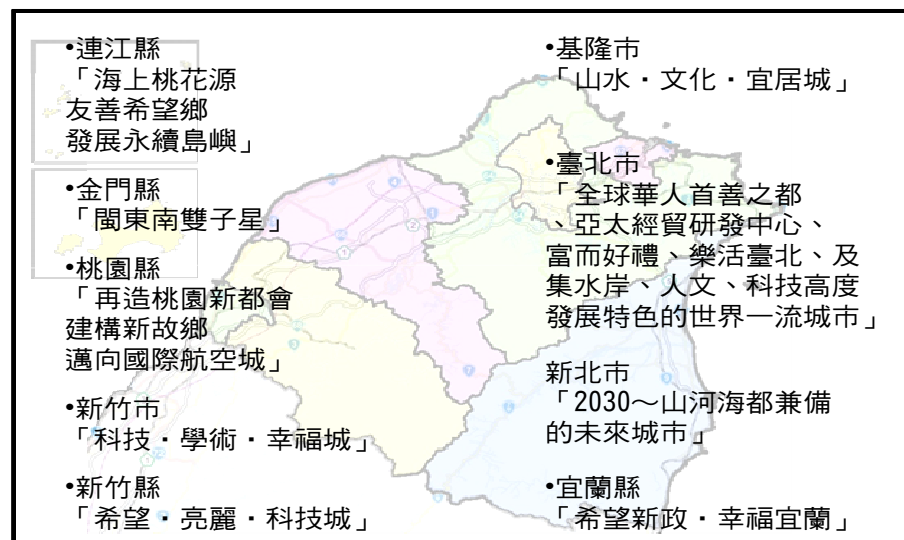 •連江縣
「海上桃花源
友善希望鄉
發展永續島嶼」
•金門縣
「閩東南雙子星」
•桃園縣
「再造桃園新都會
建構新故鄉
邁向國際航空城」
•新竹市
「科技・學術・幸福城」
•新竹縣
「希望・亮麗・科技城」
•基隆市
「山水・文化・宜居城」
•臺北市
「全球華人首善之都
、亞太經貿研發中心、
富而好禮、樂活臺北、及
集水岸、人文、科技高度
發展特色的世界一流城市」
新北市
「2030～山河海都兼備
的未來城市」
•宜蘭縣
「希望新政・幸福宜蘭」